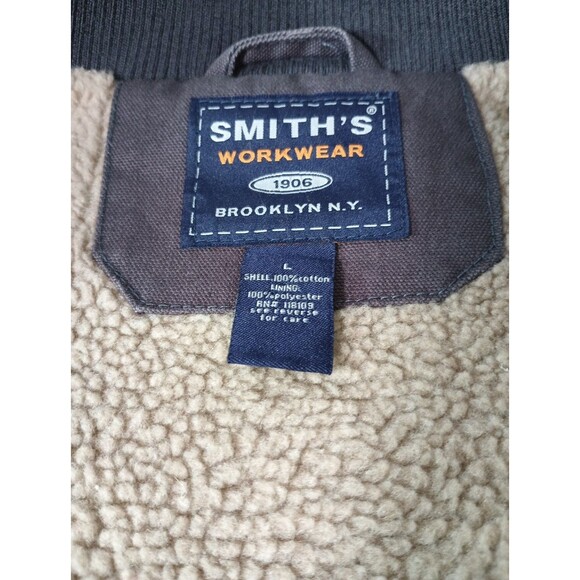 SMITH'S®
WORKWEAR
1906
BROOKLYN N.Y.
L
SHELL:100%cotton
LINING:
100%polyester
RN# 118109
see reverse
for care